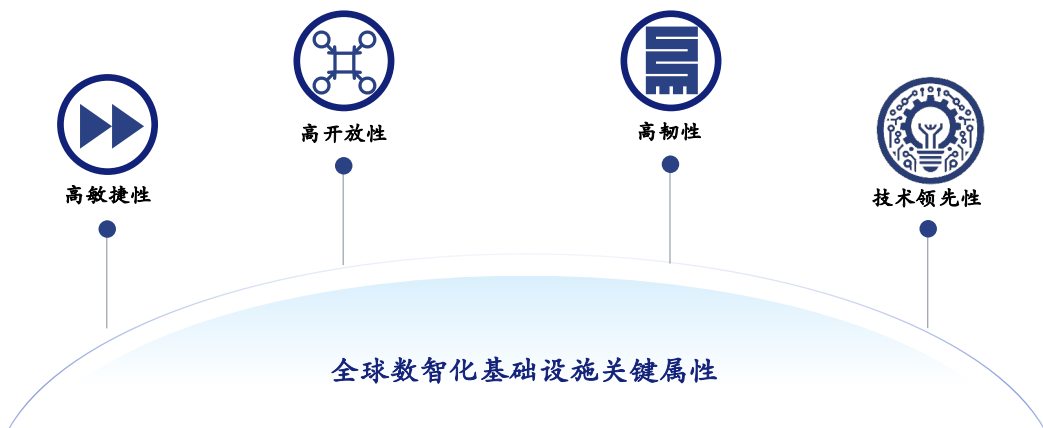 高敏捷性
高开放性
高韧性
技术领先性
全球数智化基础设施关键属性